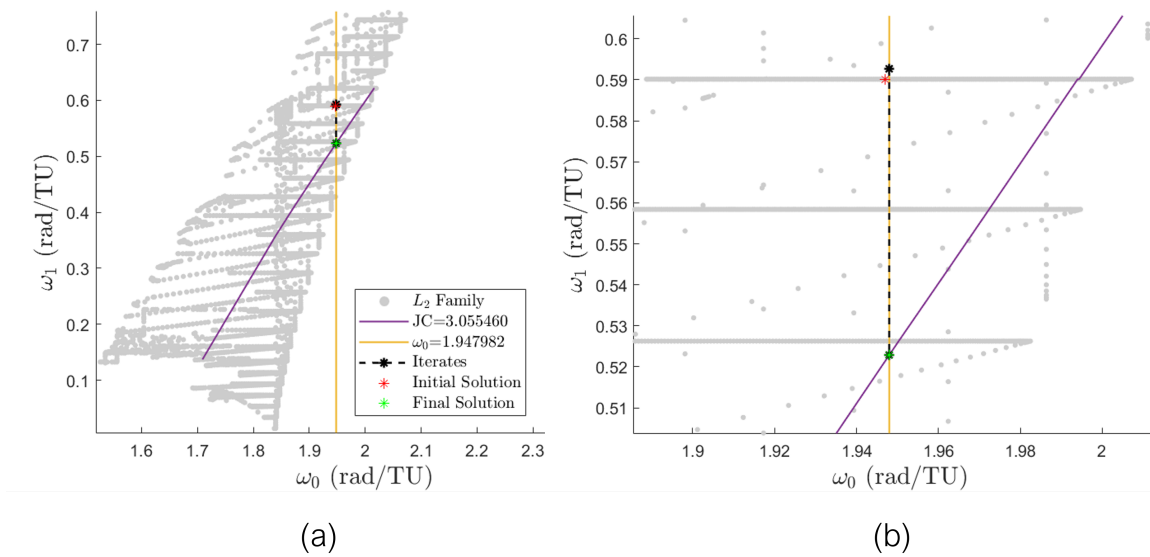 0.7
0.6
0.5
0.4
0.3
0.2
0.1
ω₁ (rad/TU)
1.6 1.7 1.8 1.9 2 2.1 2.2 2.3
ω₀ (rad/TU)
L₂ Family
JC=3.055460
ω₀=1.947982
Iterates
Initial Solution
Final Solution
(a)
0.6
0.59
0.58
0.57
0.56
0.55
0.54
0.53
0.52
0.51
ω₁ (rad/TU)
1.9 1.92 1.94 1.96 1.98 2
ω₀ (rad/TU)
(b)